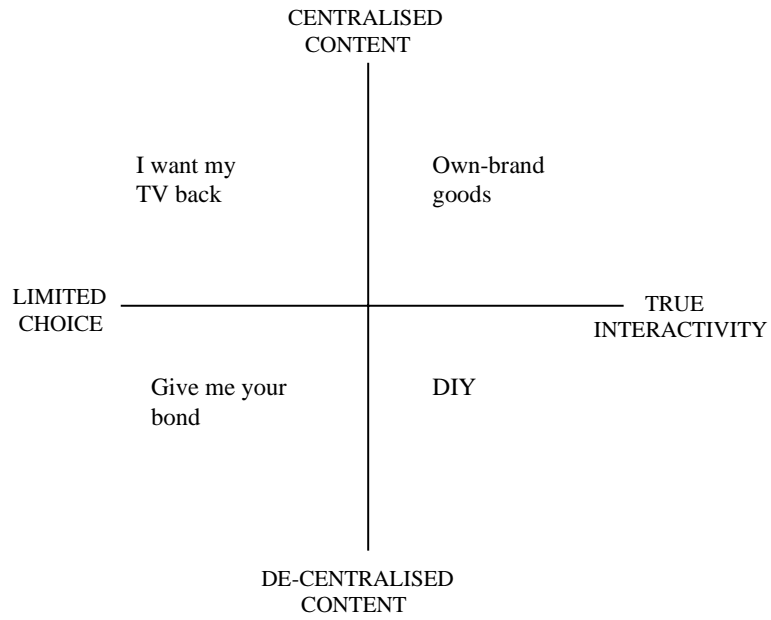 CENTRALISED
CONTENT
I want my
TV back
Own-brand
goods
LIMITED
CHOICE
TRUE
INTERACTIVITY
Give me your
bond
DIY
DE-CENTRALISED
CONTENT